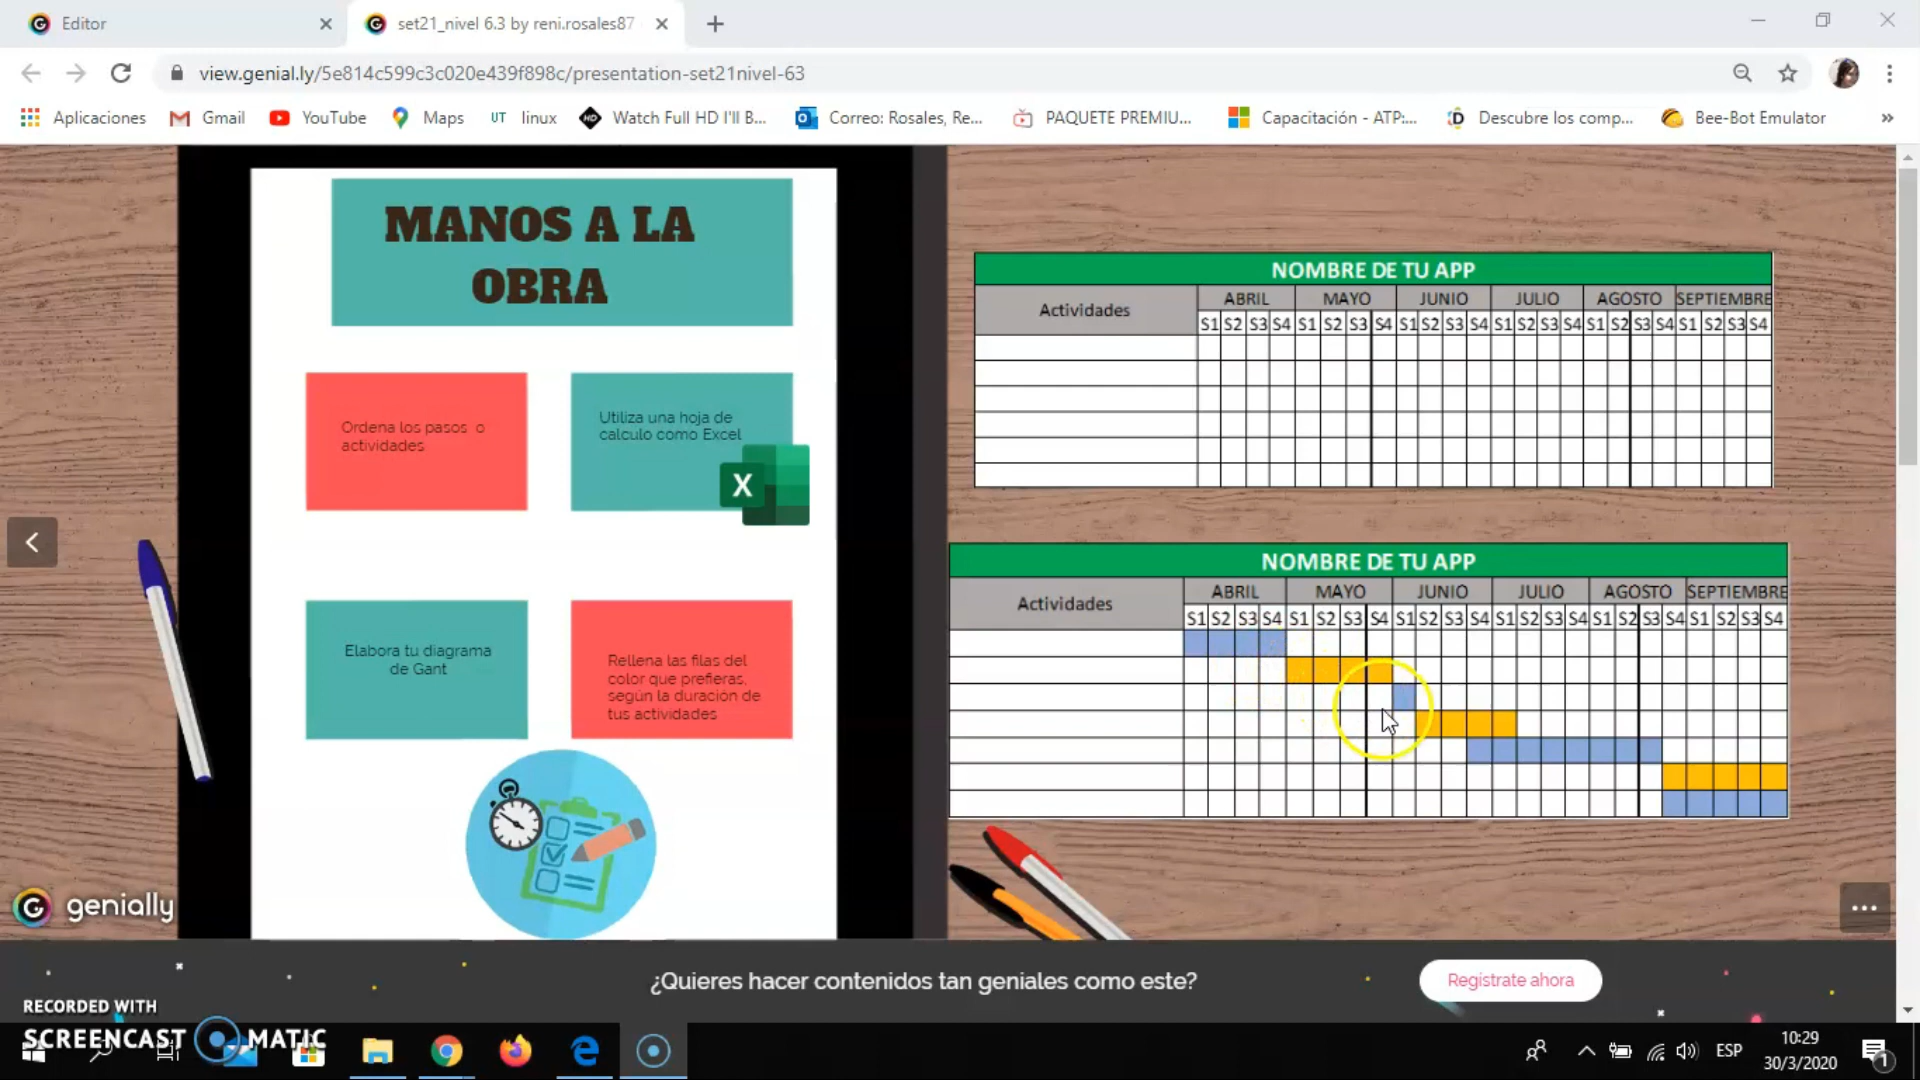 Editor
set21_nivel 6.3 by reni.rosales87
view.genial.ly/5e814c599c3c020e439f898c/presentation-set21nivel-63
Aplicaciones Gmail YouTube Maps UT linux HD Watch Full HD I'll B... Correo: Rosales, Re... PAQUETE PREMIU... Capacitación - ATP:... Descubre los comp... Bee-Bot Emulator »
MANOS A LA
OBRA
Ordena los pasos o
actividades
Utiliza una hoja de
calculo como Excel
X
Elabora tu diagrama
de Gant
Rellena las filas del
color que prefieras,
según la duración de
tus actividades
NOMBRE DE TU APP
Actividades ABRIL MAYO JUNIO JULIO AGOSTO SEPTIEMBRE
S1 S2 S3 S4 S1 S2 S3 S4 S1 S2 S3 S4 S1 S2 S3 S4 S1 S2 S3 S4 S1 S2 S3 S4
NOMBRE DE TU APP
Actividades ABRIL MAYO JUNIO JULIO AGOSTO SEPTIEMBRE
S1 S2 S3 S4 S1 S2 S3 S4 S1 S2 S3 S4 S1 S2 S3 S4 S1 S2 S3 S4 S1 S2 S3 S4
genially
¿Quieres hacer contenidos tan geniales como este?
Registrate ahora
RECORDED WITH
SCREENCAST MATIC
ESP
10:29
30/3/2020
1